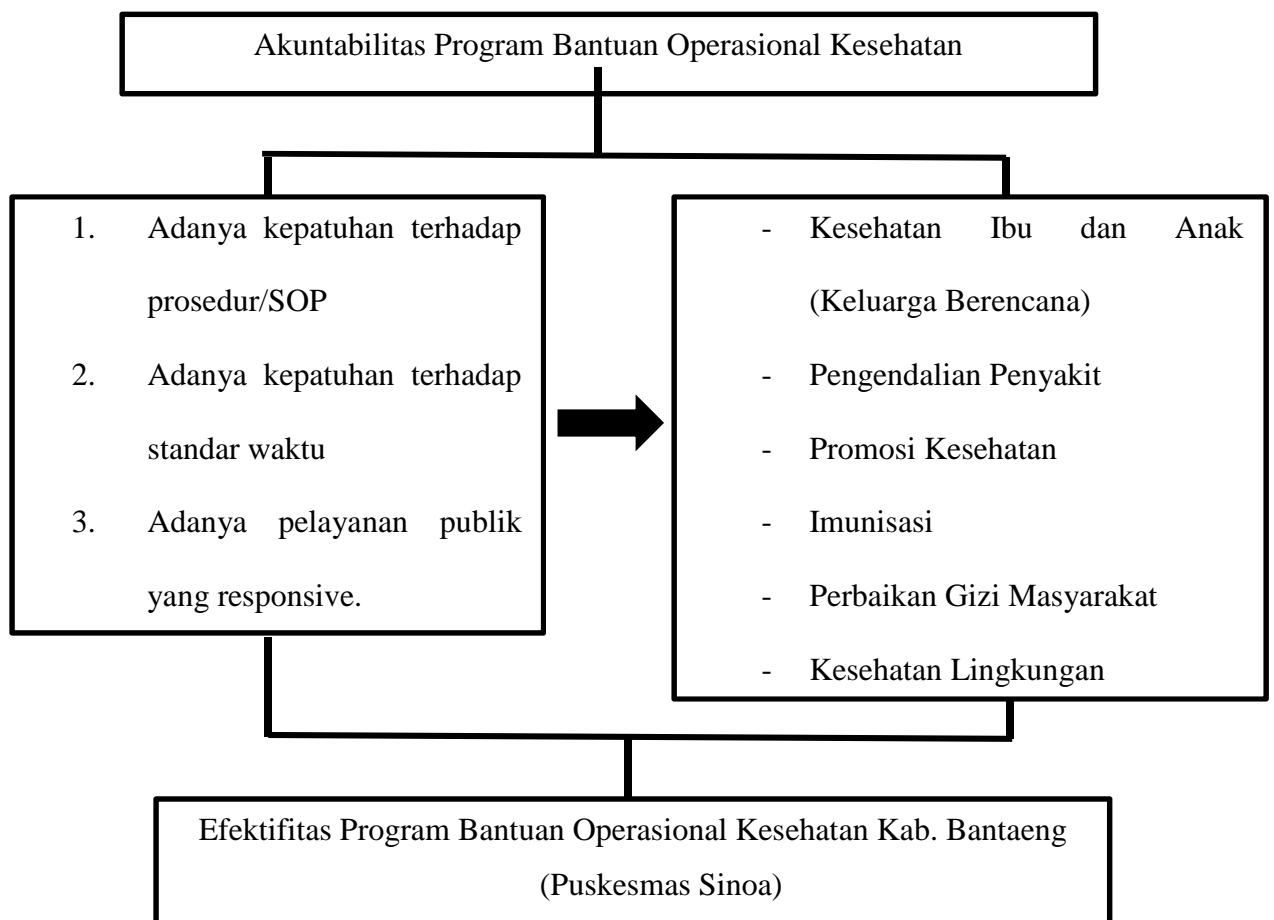 Akuntabilitas Program Bantuan Operasional Kesehatan
1. Adanya kepatuhan terhadap
prosedur/SOP
2. Adanya kepatuhan terhadap
standar waktu
3. Adanya pelayanan publik
yang responsive.
- Kesehatan Ibu dan Anak
(Keluarga Berencana)
- Pengendalian Penyakit
- Promosi Kesehatan
- Imunisasi
- Perbaikan Gizi Masyarakat
- Kesehatan Lingkungan
Efektifitas Program Bantuan Operasional Kesehatan Kab. Bantaeng
(Puskesmas Sinoa)